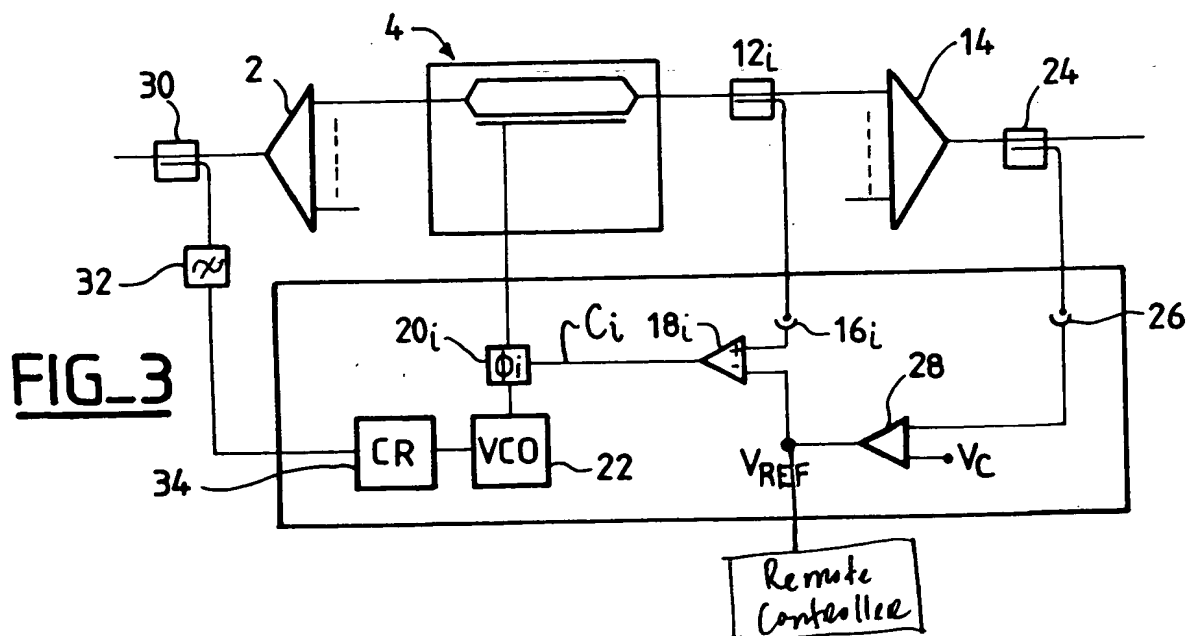 4
12i
14
2
30
24
32
20i
Ci
18i
+
-
16i
26
Φi
28
FIG_3
CR
VCO
VREF
VC
34
22
Remote
Controller